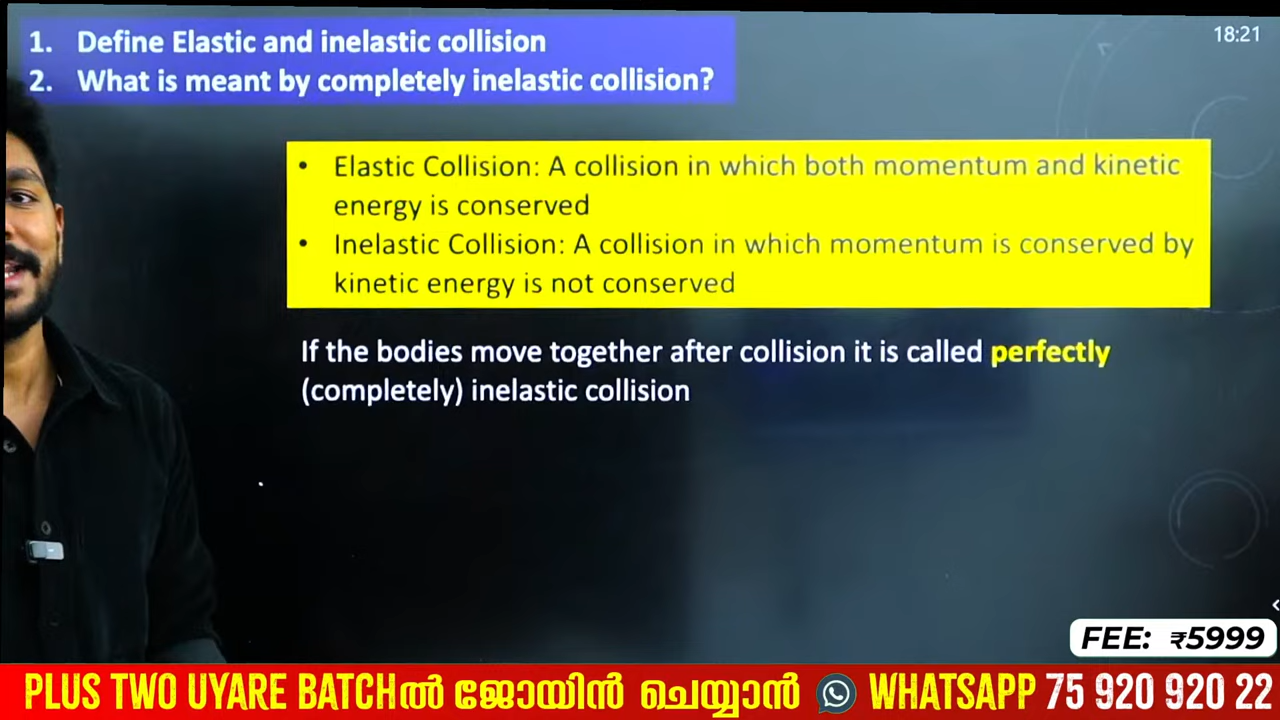 18:21
1. Define Elastic and inelastic collision
2. What is meant by completely inelastic collision?
• Elastic Collision: A collision in which both momentum and kinetic
energy is conserved
• Inelastic Collision: A collision in which momentum is conserved by
kinetic energy is not conserved
If the bodies move together after collision it is called perfectly
(completely) inelastic collision
FEE: ₹5999
PLUS TWO UYARE BATCHൽ ജോയിൻ ചെയ്യാൻ WHATSAPP 75 920 920 22